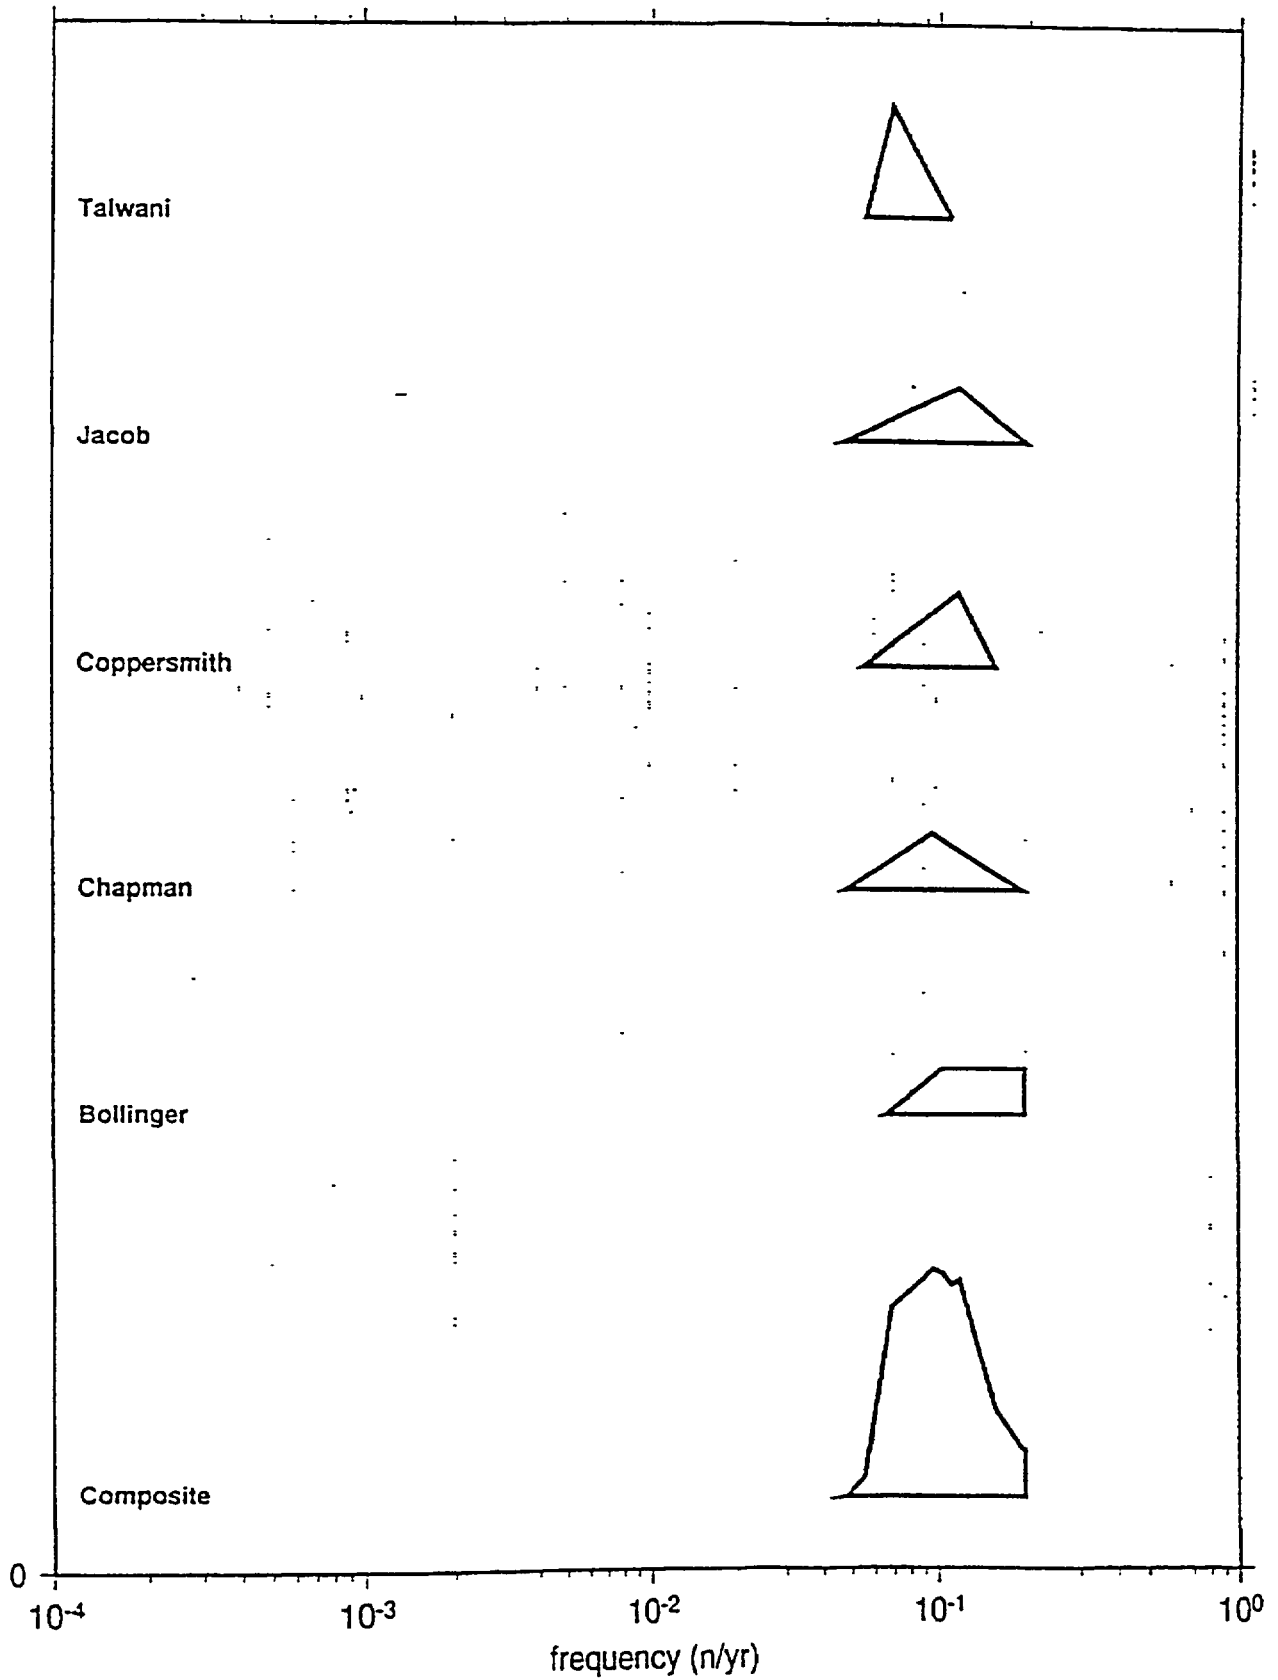 Talwani
Jacob
Coppersmith
Chapman
Bollinger
Composite
0
10-4 10-3 10-2 10-1 100
frequency (n/yr)